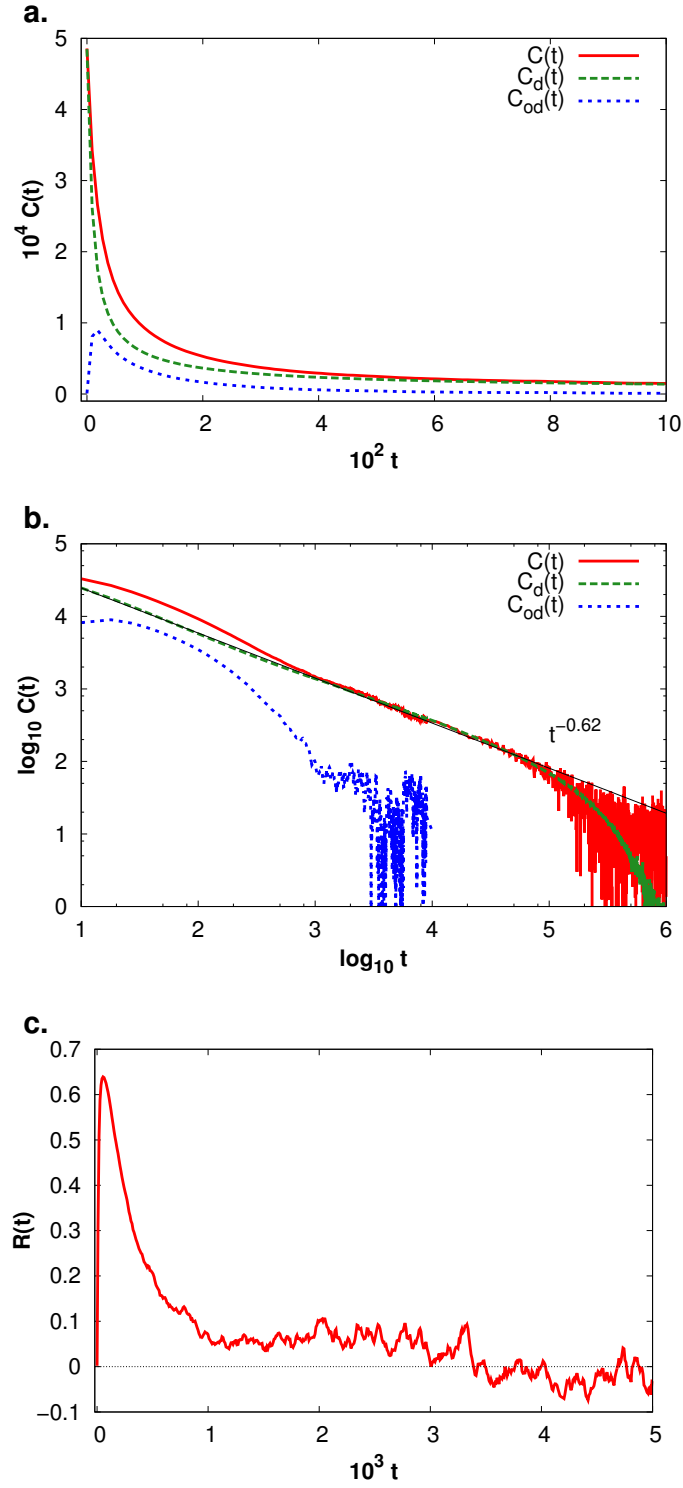 a.
5
4
3
2
1
0
10⁴ C(t)
C(t)
C_d(t)
C_od(t)
0 2 4 6 8 10
10² t
b.
5
4
3
2
1
0
log₁₀ C(t)
C(t)
C_d(t)
C_od(t)
t^−0.62
1 2 3 4 5 6
log₁₀ t
c.
0.7
0.6
0.5
0.4
0.3
0.2
0.1
0
−0.1
R(t)
0 1 2 3 4 5
10³ t